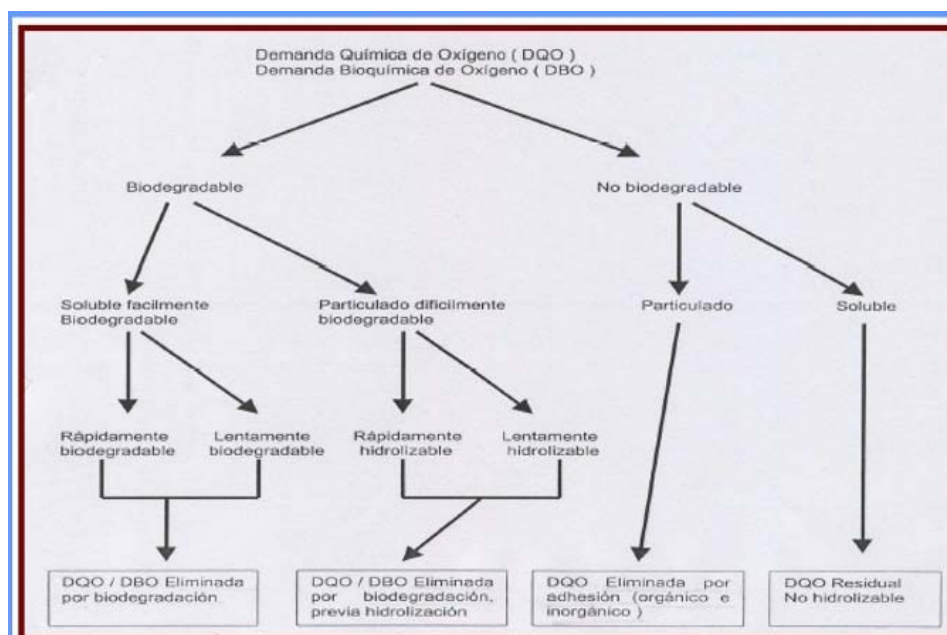 Demanda Química de Oxígeno ( DQO )
Demanda Bioquímica de Oxígeno ( DBO )
Biodegradable
No biodegradable
Soluble facilmente
Biodegradable
Particulado dificilmente
biodegradable
Particulado
Soluble
Rápidamente
biodegradable
Lentamente
biodegradable
Rápidamente
hidrolizable
Lentamente
hidrolizable
DQO / DBO Eliminada
por biodegradación
DQO / DBO Eliminada
por biodegradación,
previa hidrolización
DQO Eliminada por
adhesión (orgánico e
inorgánico )
DQO Residual
No hidrolizable